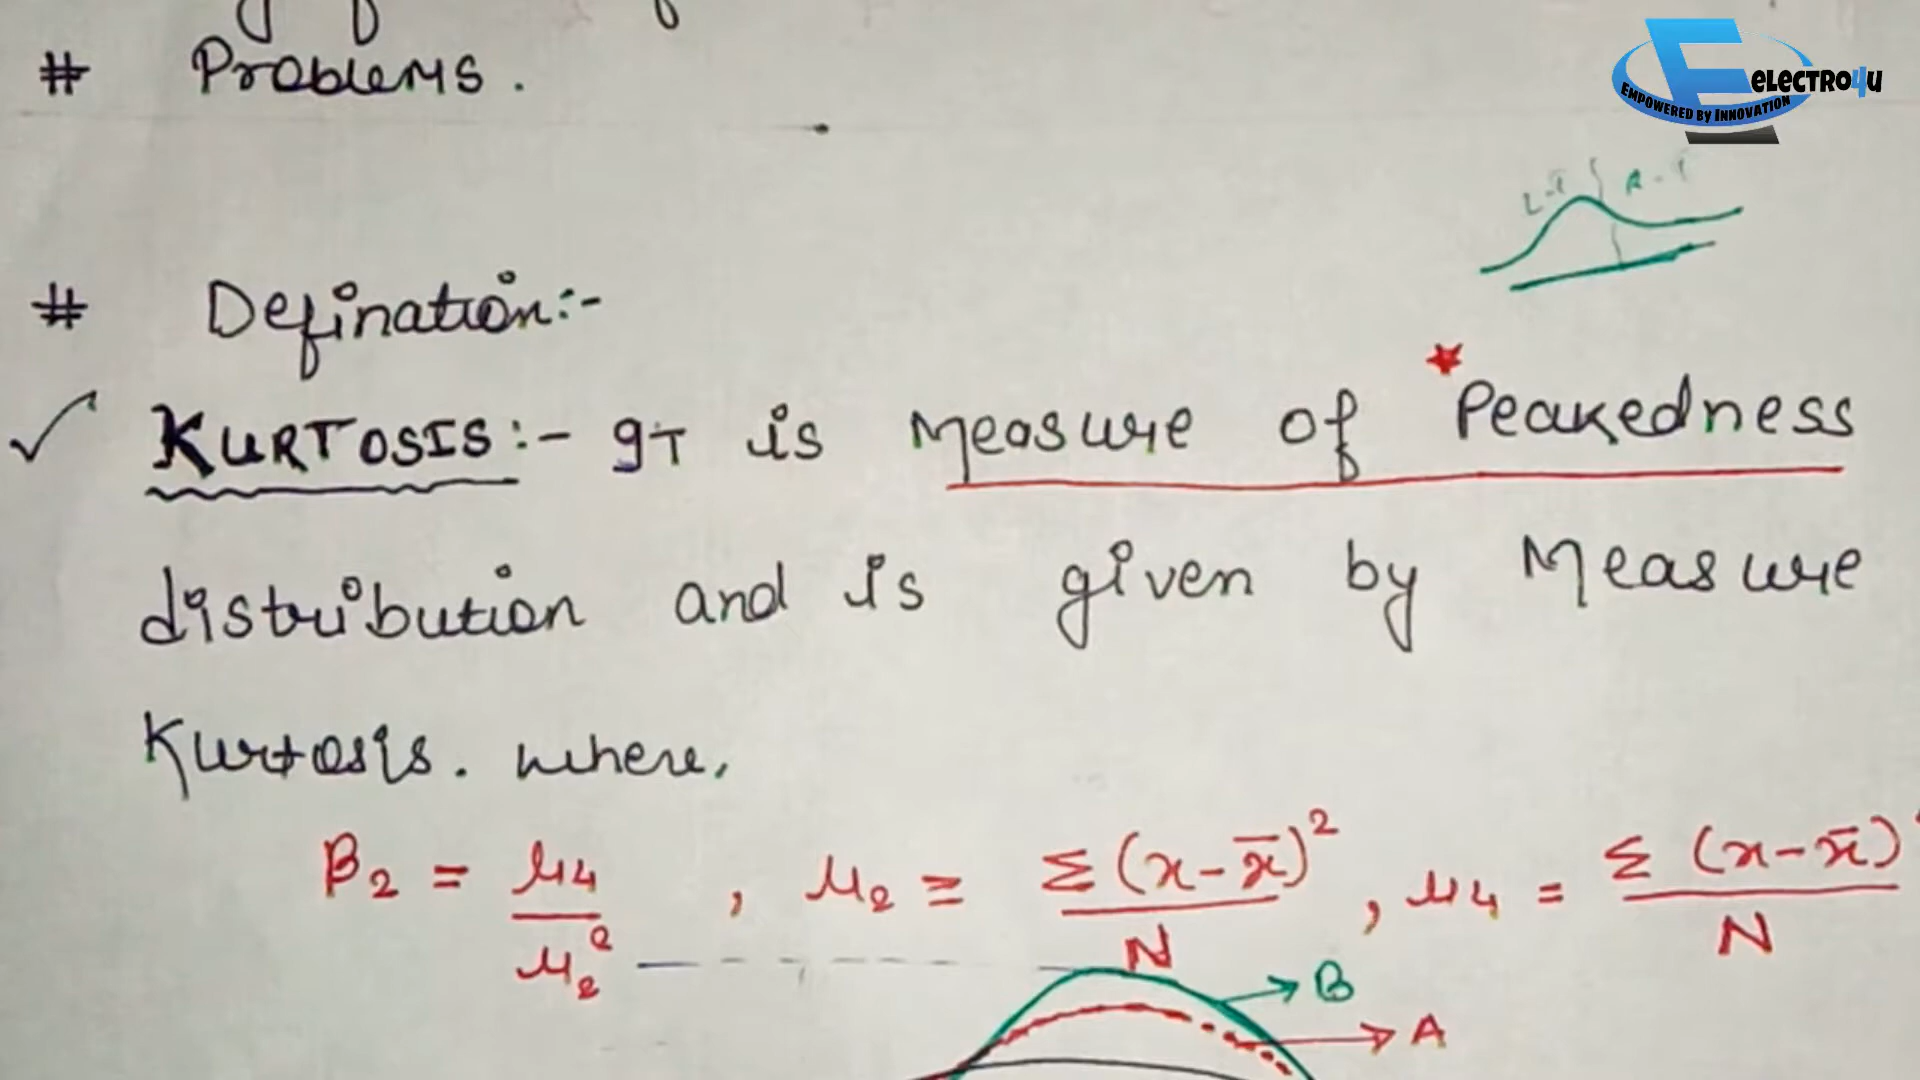 # Problems.
ELECTRO4U
EMPOWERED BY INNOVATION
# Defination:-
KURTOSIS:- IT is Measure of *Peakedness
distribution and is given by Measure
Kurtosis. where,
β₂ = μ₄ / μ₂² , μ₂ = Σ(x-x̄)² / N , μ₄ = Σ(x-x̄) / N
B
A